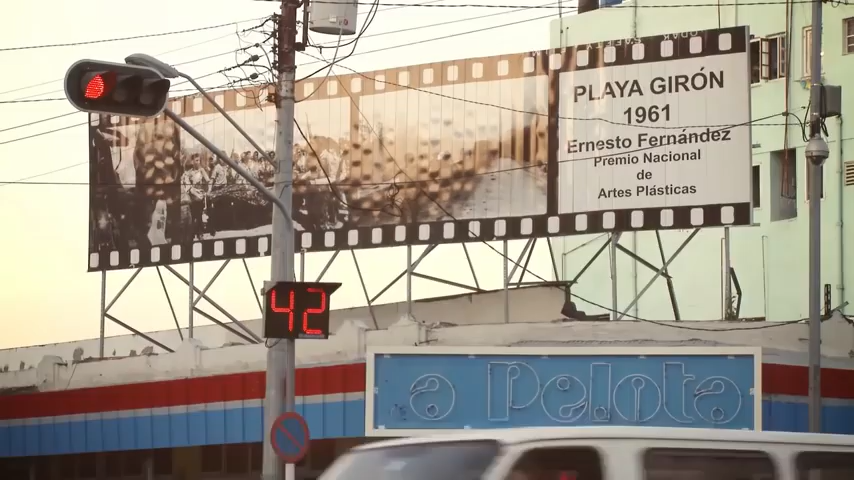 PLAYA GIRÓN
1961
Ernesto Fernández
Premio Nacional
de
Artes Plásticas
42
a Pelota